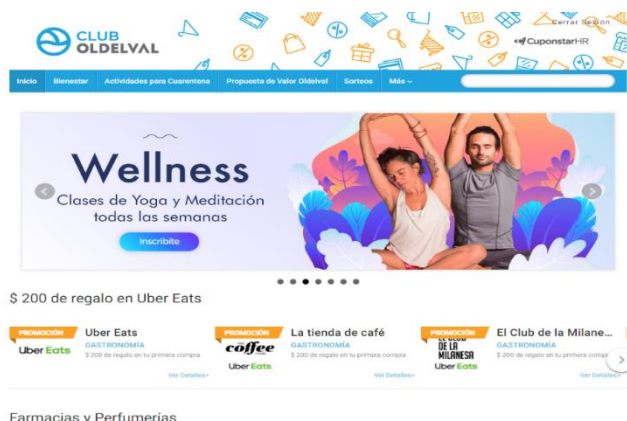 CLUB
OLDELVAL
Cerrar Sesión
CuponstarHR
Inicio Bienestar Actividades para Cuarentena Propuesta de Valor Oldelval Sorteos Más
Wellness
Clases de Yoga y Meditación
todas las semanas
Inscribite
$ 200 de regalo en Uber Eats
PROMOCIÓN
Uber Eats
Uber Eats
GASTRONOMÍA
$ 200 de regalo en tu primera compra
Ver Detalles»
PROMOCIÓN
coffee
Uber Eats
La tienda de café
GASTRONOMÍA
$ 200 de regalo en tu primera compra
Ver Detalles»
PROMOCIÓN
EL CLUB
DE LA
MILANESA
Uber Eats
El Club de la Milane...
GASTRONOMÍA
$ 200 de regalo en tu primera compra
Ver Detalles»
Farmacias y Perfumerías